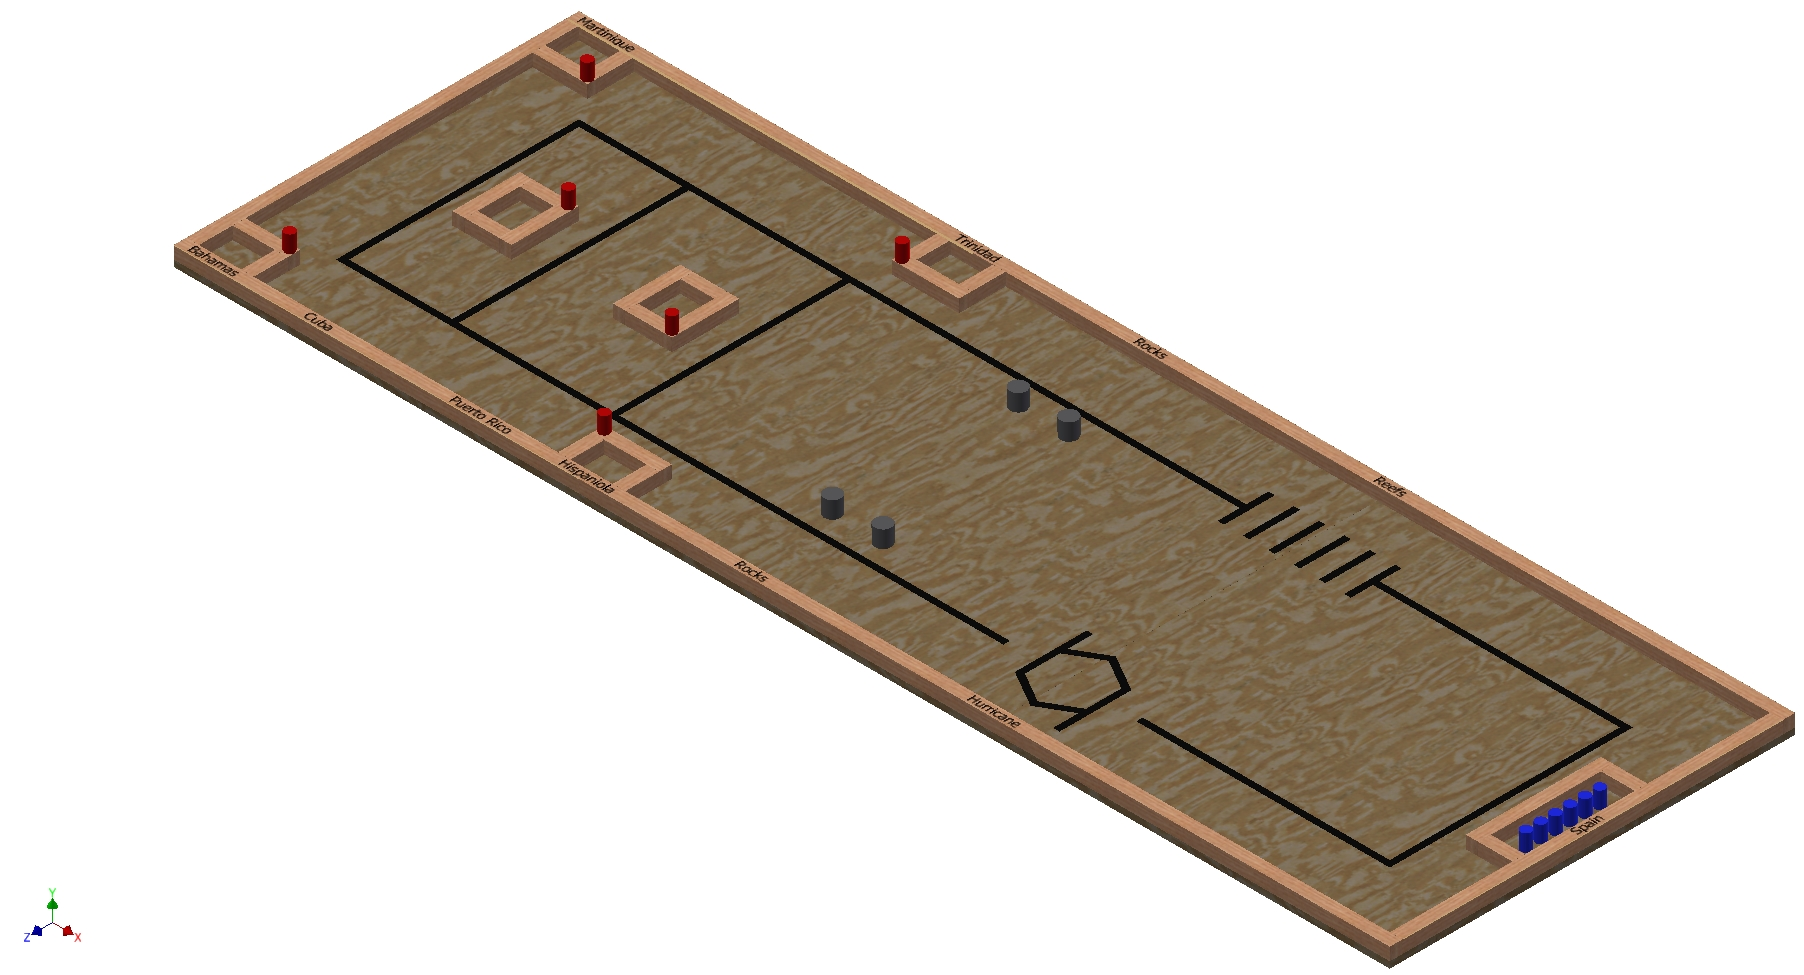 Martinique
Bahamas
Trinidad
Cuba
Rocks
Puerto Rico
Hispaniola
Reefs
Rocks
Hurricane
Spain
Y
Z
X